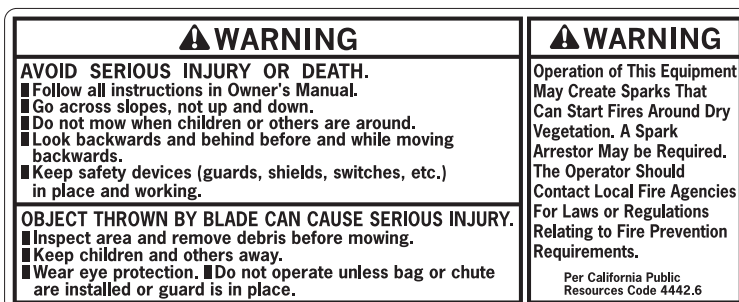 WARNING
AVOID SERIOUS INJURY OR DEATH.
Follow all instructions in Owner's Manual.
Go across slopes, not up and down.
Do not mow when children or others are around.
Look backwards and behind before and while moving
backwards.
Keep safety devices (guards, shields, switches, etc.)
in place and working.
OBJECT THROWN BY BLADE CAN CAUSE SERIOUS INJURY.
Inspect area and remove debris before mowing.
Keep children and others away.
Wear eye protection. Do not operate unless bag or chute
are installed or guard is in place.
WARNING
Operation of This Equipment
May Create Sparks That
Can Start Fires Around Dry
Vegetation. A Spark
Arrestor May be Required.
The Operator Should
Contact Local Fire Agencies
For Laws or Regulations
Relating to Fire Prevention
Requirements.
Per California Public
Resources Code 4442.6